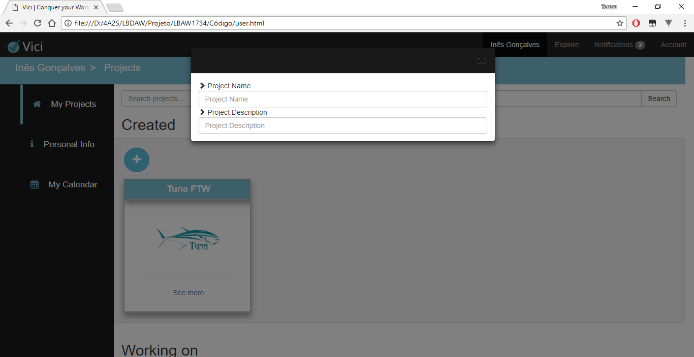 Vici | Conquer your Work
Tomas
file:///D:/4A2S/LBDAW/Projeto/LBAW1734/Código/user.html
Vici
Inês Gonçalves
Explore
Notifications 2
Account
Inês Gonçalves > Projects
Project Name
Project Name
Project Description
Project Description
My Projects
Personal Info
My Calendar
Search projects...
Search
Created
Tuna FTW
Tuna
See more
Working on